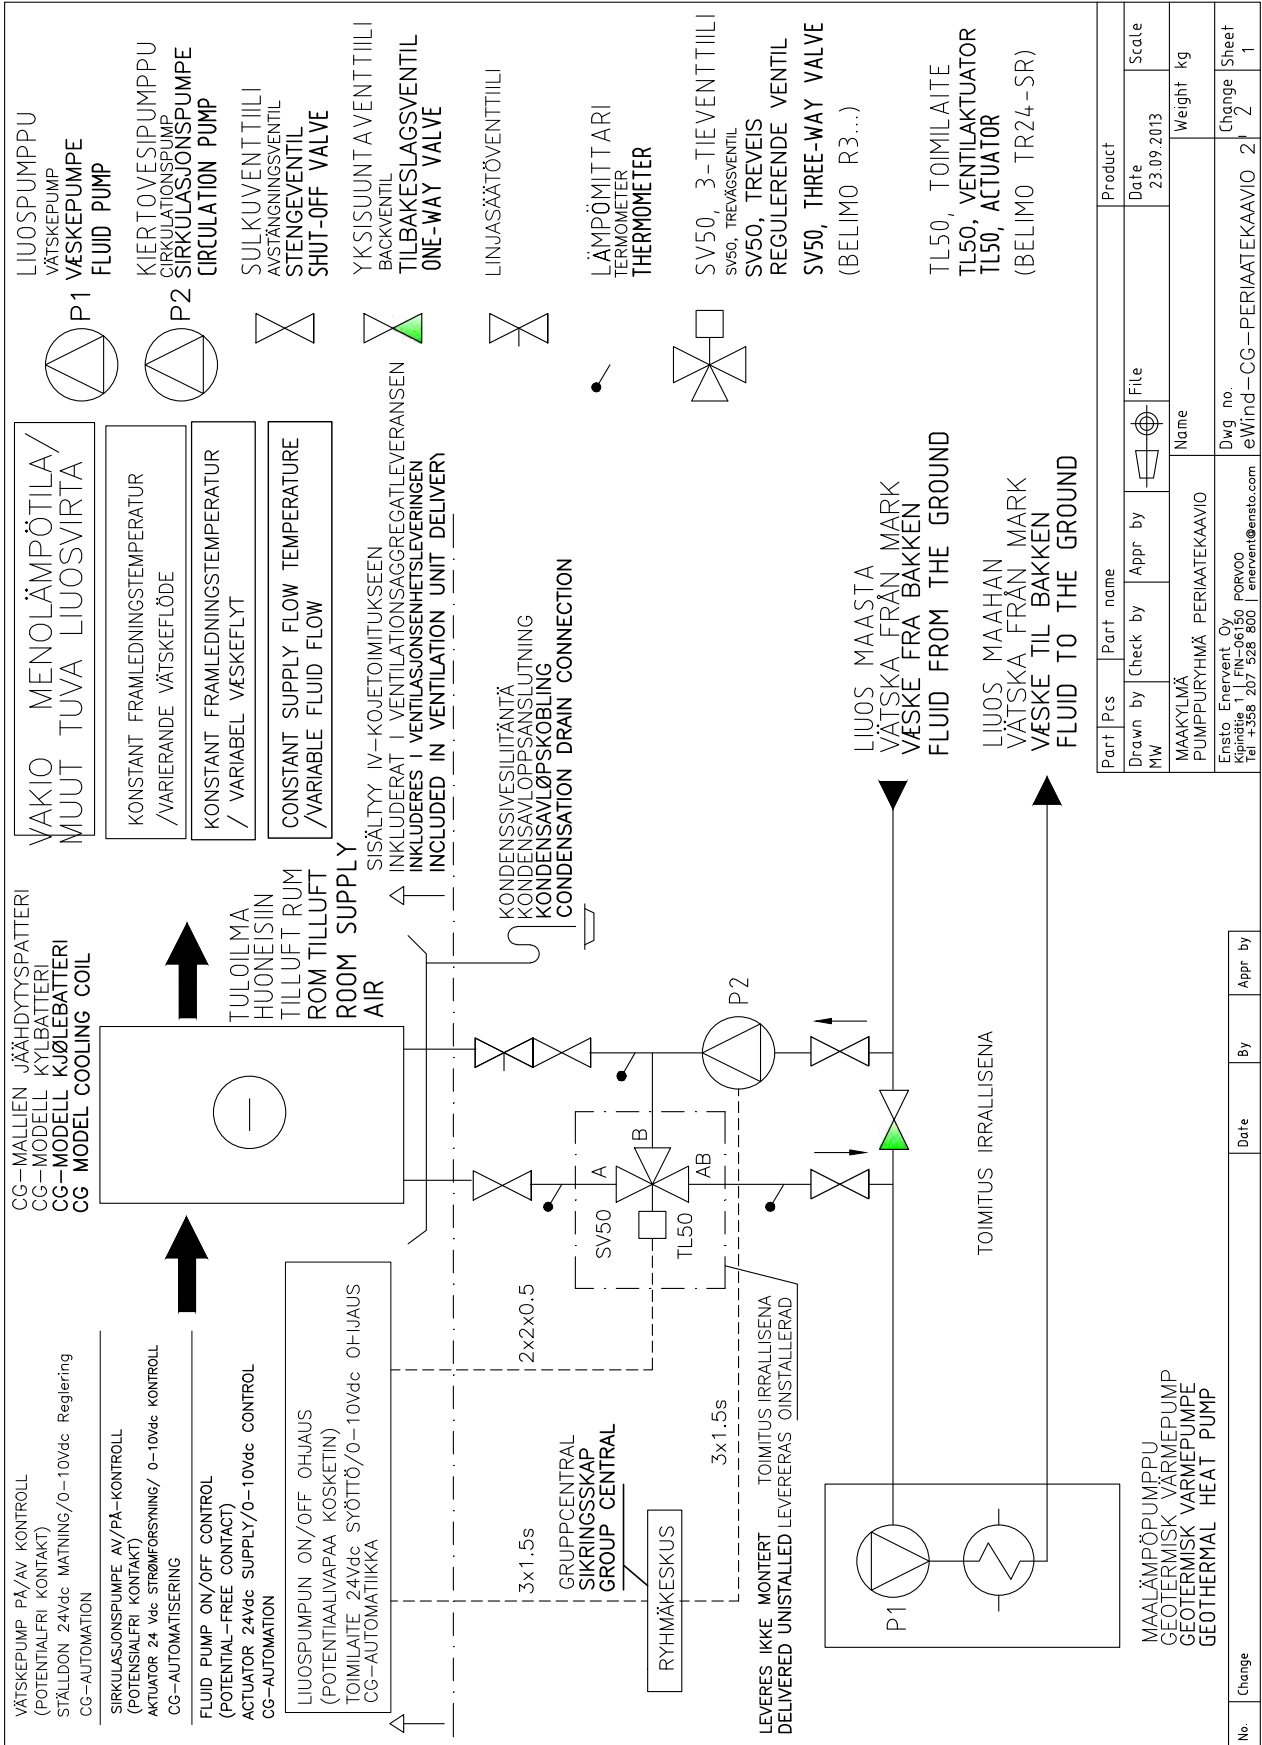 VÄTSKEPUMP PÅ/AV KONTROLL
(POTENTIALFRI KONTAKT)
STÄLLDON 24Vdc MATNING/0-10Vdc Reglering
CG-AUTOMATION
SIRKULASJONSPUMPE AV/PÅ-KONTROLL
(POTENSIALFRI KONTAKT)
AKTUATOR 24 Vdc STRØMFORSYNING/ 0-10Vdc KONTROLL
CG-AUTOMATISERING
FLUID PUMP ON/OFF CONTROL
(POTENTIAL-FREE CONTACT)
ACTUATOR 24Vdc SUPPLY/0-10Vdc CONTROL
CG-AUTOMATION
LIUOSPUMPUN ON/OFF OHJAUS
(POTENTIAALIVAPAA KOSKETIN)
TOIMILAITE 24Vdc SYÖTTÖ/0-10Vdc OHJAUS
CG-AUTOMATIIKKA
CG-MALLIEN JÄÄHDYTYSPATTERI
CG-MODELL KYLBATTERI
CG-MODELL KJØLEBATTERI
CG MODEL COOLING COIL
TULOILMA
HUONEISIIN
TILLUFT RUM
ROM TILLUFT
ROOM SUPPLY
AIR
VAKIO MENOLÄMPÖTILA/
MUUT TUVA LIUOSVIRTA
KONSTANT FRAMLEDNINGSTEMPERATUR
/VARIERANDE VÄTSKEFLÖDE
KONSTANT FRAMLEDNINGSTEMPERATUR
/ VARIABEL VÆSKEFLYT
CONSTANT SUPPLY FLOW TEMPERATURE
/VARIABLE FLUID FLOW
SISÄLTYY IV-KOJETOIMITUKSEEN
INKLUDERAT I VENTILATIONSAGGREGATLEVERANSEN
INKLUDERES I VENTILASJONSENHETSLEVERINGEN
INCLUDED IN VENTILATION UNIT DELIVERY
KONDENSSIVESILIITÄNTÄ
KONDENSAVLOPPSANSLUTNING
KONDENSAVLØPSKOBLING
CONDENSATION DRAIN CONNECTION
P1
LIUOSPUMPPU
VÄTSKEPUMP
VÆSKEPUMPE
FLUID PUMP
P2
KIERTOVESIPUMPPU
CIRKULATIONSPUMP
SIRKULASJONSPUMPE
CIRCULATION PUMP
SULKUVENTTIILI
AVSTÄNGNINGSVENTIL
STENGEVENTIL
SHUT-OFF VALVE
YKSISUUNTAVENTTIILI
BACKVENTIL
TILBAKESLAGSVENTIL
ONE-WAY VALVE
LINJASÄÄTÖVENTTIILI
LÄMPÖMITTARI
TERMOMETER
THERMOMETER
SV50, 3-TIEVENTTIILI
SV50, TREVÄGSVENTIL
SV50, TREVEIS
REGULERENDE VENTIL
SV50, THREE-WAY VALVE
(BELIMO R3...)
TL50, TOIMILAITE
TL50, VENTILAKTUATOR
TL50, ACTUATOR
(BELIMO TR24-SR)
3x1.5s
2x2x0.5
GRUPPCENTRAL
SIKRINGSSKAP
GROUP CENTRAL
RYHMÄKESKUS
3x1.5s
SV50
A
B
AB
TL50
P2
LEVERES IKKE MONTERT TOIMITUS IRRALLISENA
DELIVERED UNISTALLED LEVERERAS OINSTALLERAD
P1
MAALÄMPÖPUMPPU
GEOTERMISK VÄRMEPUMP
GEOTERMISK VARMEPUMPE
GEOTHERMAL HEAT PUMP
TOIMITUS IRRALLISENA
LIUOS MAASTA
VÄTSKA FRÅN MARK
VÆSKE FRA BAKKEN
FLUID FROM THE GROUND
LIUOS MAAHAN
VÄTSKA FRÅN MARK
VÆSKE TIL BAKKEN
FLUID TO THE GROUND
No. Change Date By Appr by
Part Pcs Part name Product
Drawn by Check by Appr by File Date Scale
MW 23.09.2013
MAAKYLMÄ
PUMPPURYHMÄ PERIAATEKAAVIO
Name
Weight kg
Ensto Enervent Oy
Kipinätie 1 | FIN-06150 PORVOO
Tel +358 207 528 800 | enervent@ensto.com
Dwg no. Change Sheet
eWind-CG-PERIAATEKAAVIO 2 2 1